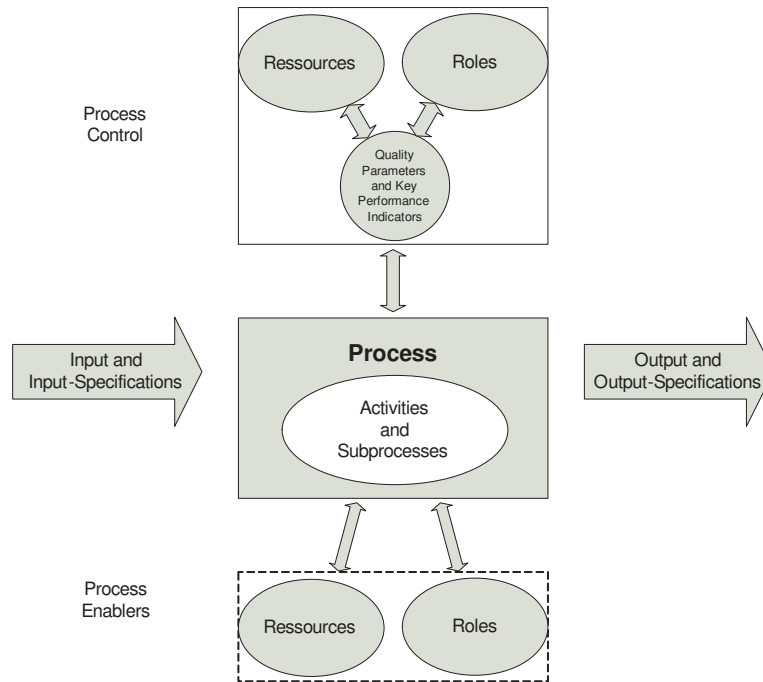 Ressources
Roles
Process
Control
Quality
Parameters
and Key
Performance
Indicators
Input and
Input-Specifications
Process
Activities
and
Subprocesses
Output and
Output-Specifications
Process
Enablers
Ressources
Roles